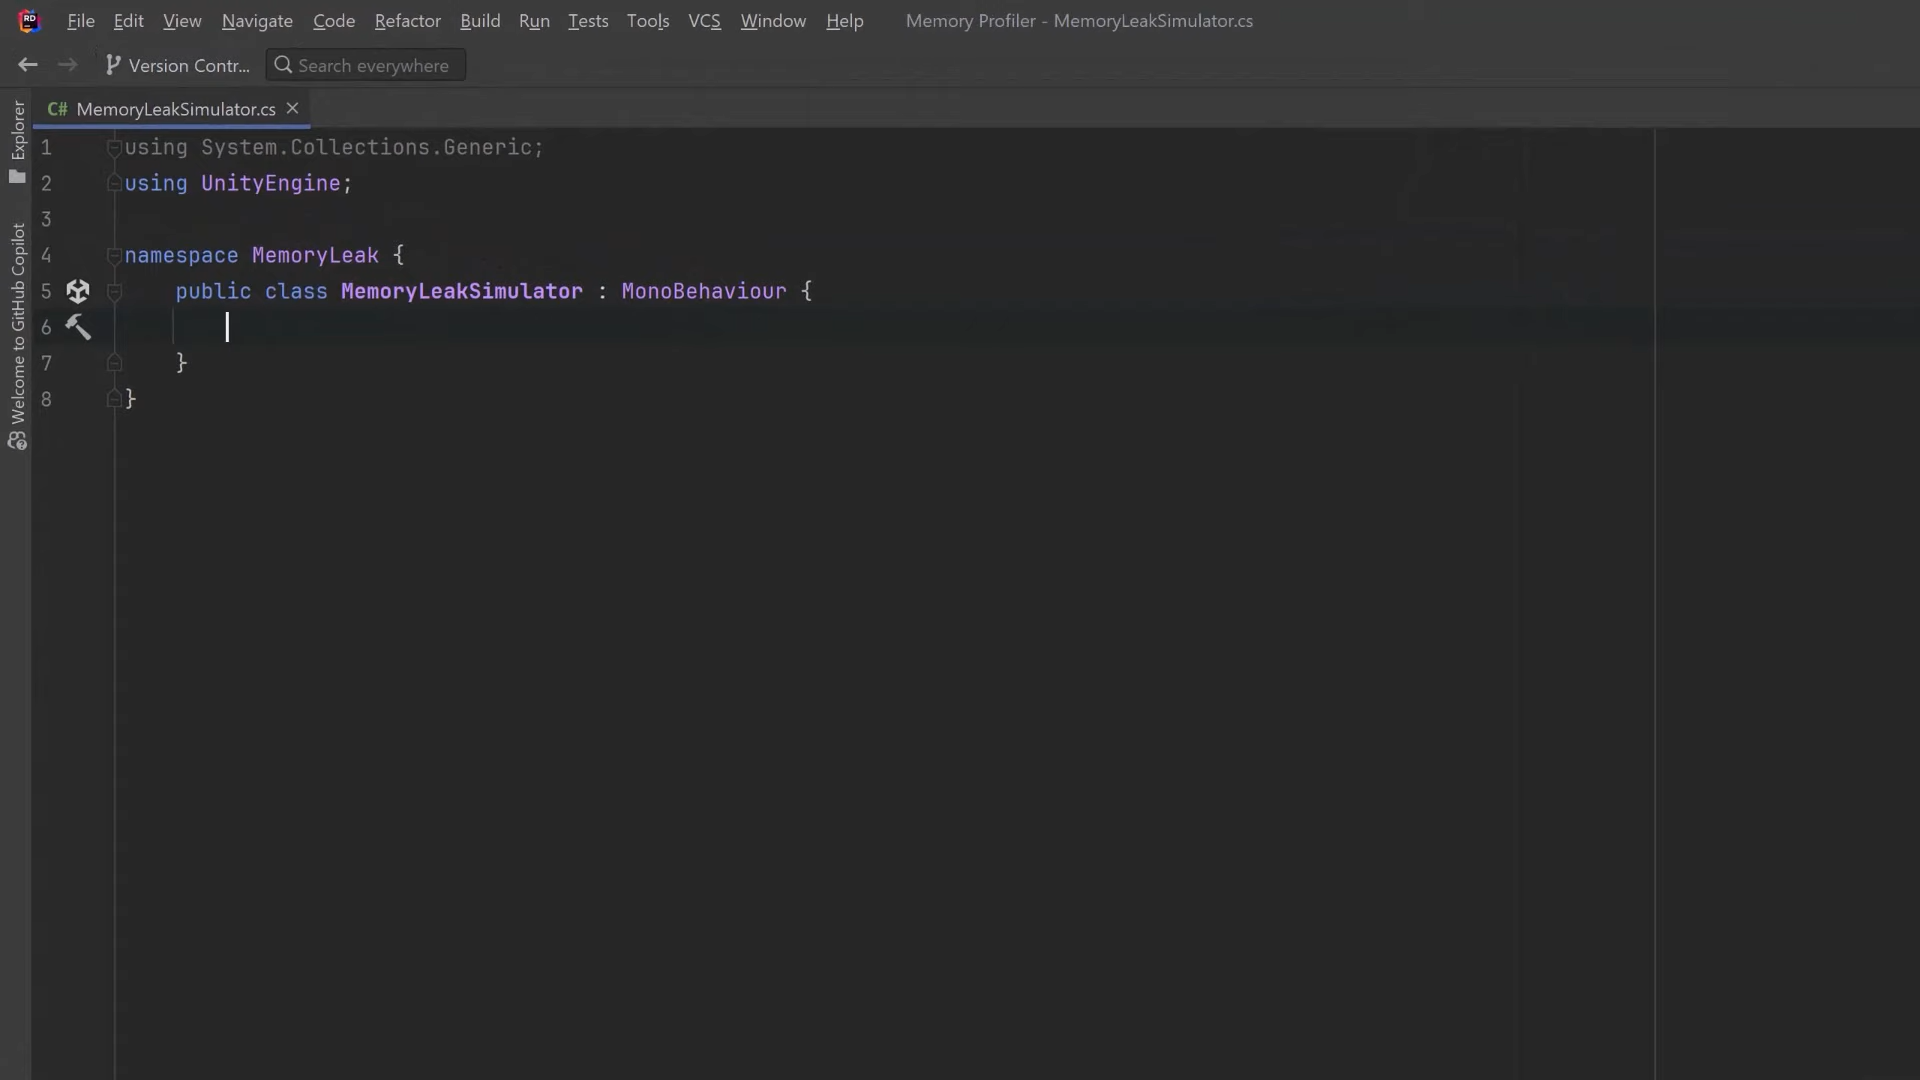 RD File Edit View Navigate Code Refactor Build Run Tests Tools VCS Window Help Memory Profiler - MemoryLeakSimulator.cs
Version Contr... Search everywhere
C# MemoryLeakSimulator.cs
Explorer
Welcome to GitHub Copilot
1 using System.Collections.Generic;
2 using UnityEngine;
3
4 namespace MemoryLeak {
5 public class MemoryLeakSimulator : MonoBehaviour {
6
7 }
8 }